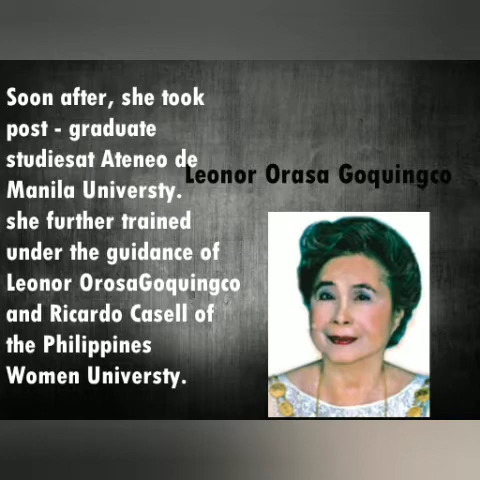 Soon after, she took
post - graduate
studiesat Ateneo de
Manila Universty.
she further trained
under the guidance of
Leonor OrosaGoquingco
and Ricardo Casell of
the Philippines
Women Universty.
Leonor Orasa Goquingco